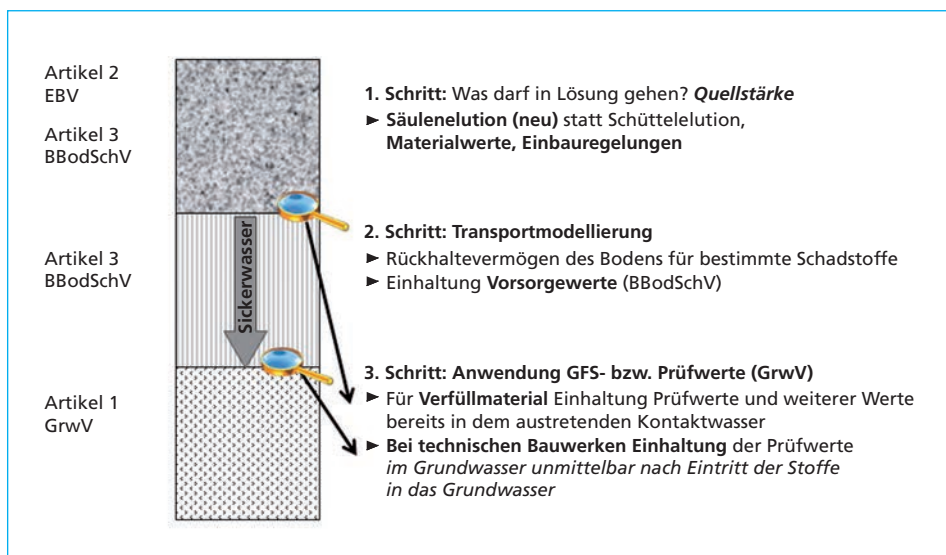 Artikel 2
EBV
Artikel 3
BBodSchV
1. Schritt: Was darf in Lösung gehen? Quellstärke
► Säulenelution (neu) statt Schüttelelution,
Materialwerte, Einbauregelungen
Artikel 3
BBodSchV
Sickerwasser
2. Schritt: Transportmodellierung
► Rückhaltevermögen des Bodens für bestimmte Schadstoffe
► Einhaltung Vorsorgewerte (BBodSchV)
Artikel 1
GrwV
3. Schritt: Anwendung GFS- bzw. Prüfwerte (GrwV)
► Für Verfüllmaterial Einhaltung Prüfwerte und weiterer Werte
bereits in dem austretenden Kontaktwasser
► Bei technischen Bauwerken Einhaltung der Prüfwerte
im Grundwasser unmittelbar nach Eintritt der Stoffe
in das Grundwasser